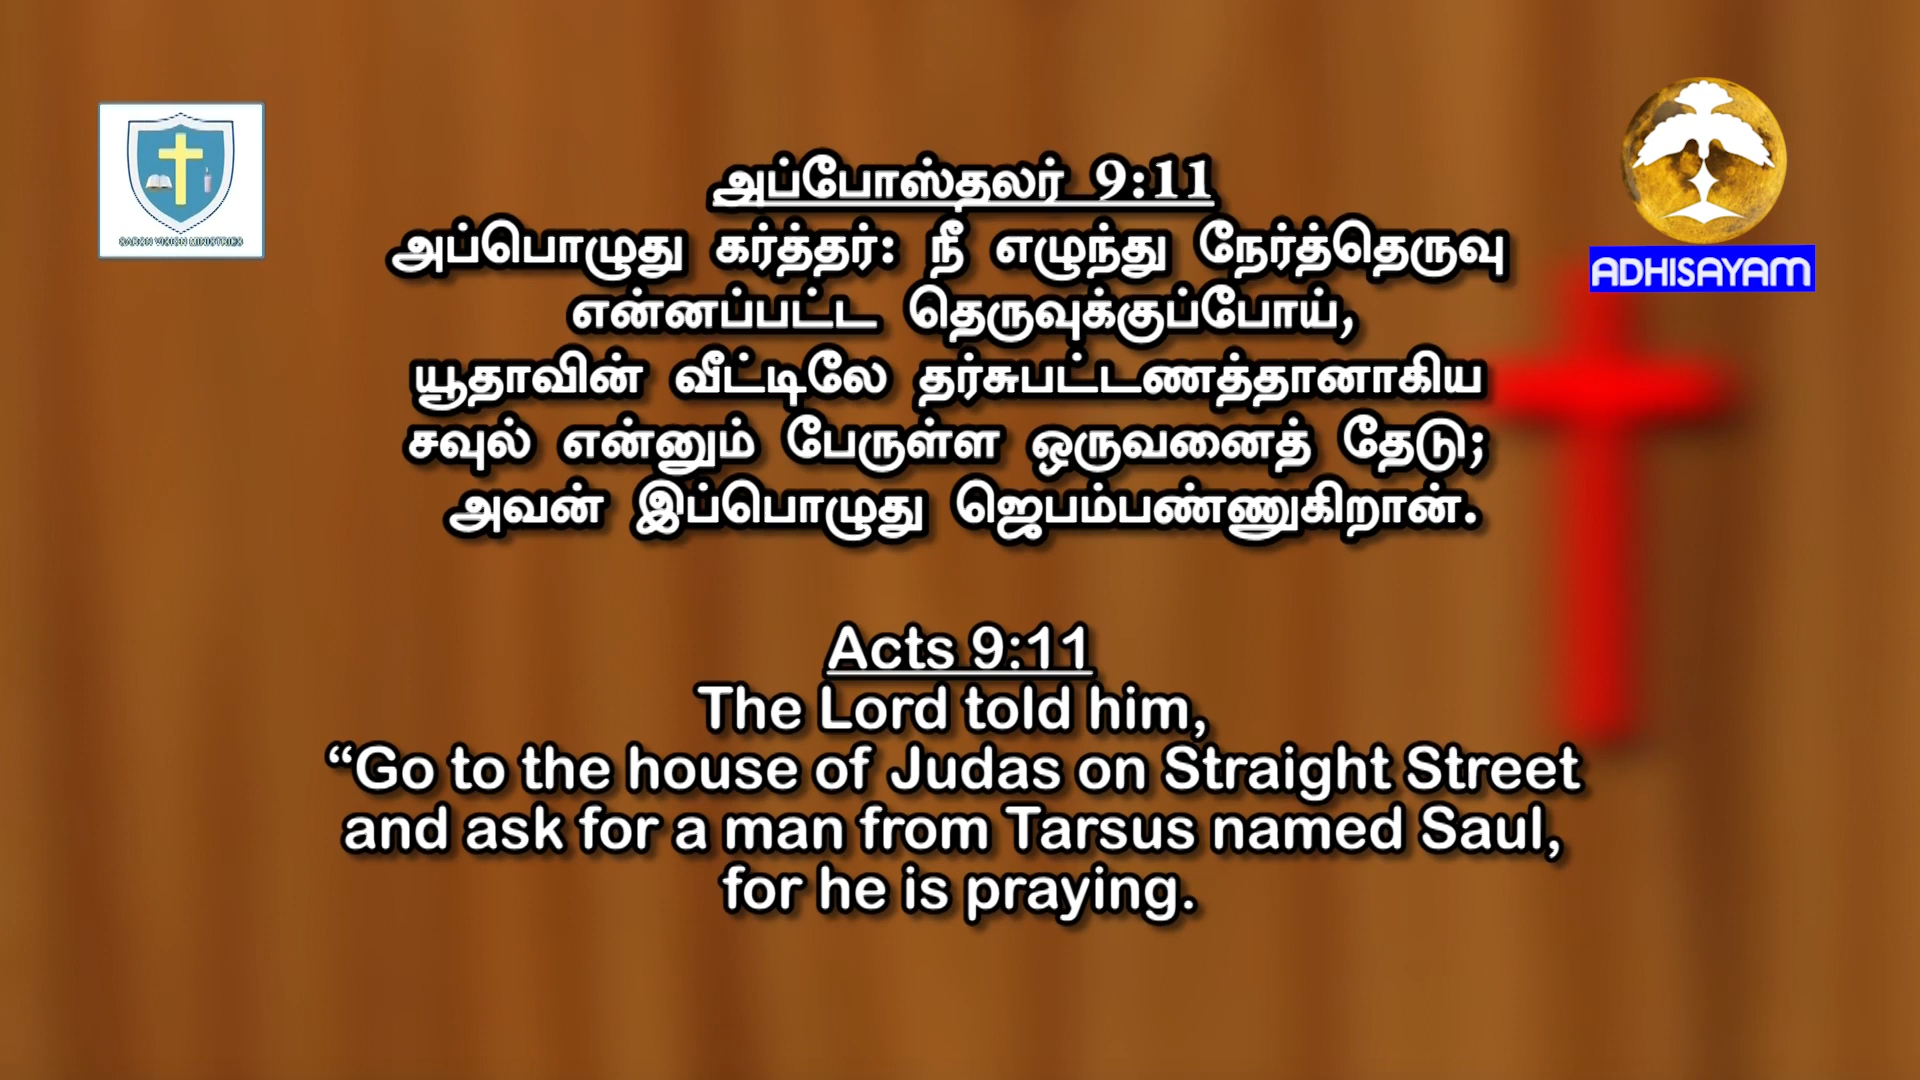 ADHISAYAM
அப்போஸ்தலர் 9:11
அப்பொழுது கர்த்தர்: நீ எழுந்து நேர்த்தெருவு
என்னப்பட்ட தெருவுக்குப்போய்,
யூதாவின் வீட்டிலே தர்சுபட்டணத்தானாகிய
சவுல் என்னும் பேருள்ள ஒருவனைத் தேடு;
அவன் இப்பொழுது ஜெபம்பண்ணுகிறான்.
Acts 9:11
The Lord told him,
“Go to the house of Judas on Straight Street
and ask for a man from Tarsus named Saul,
for he is praying.